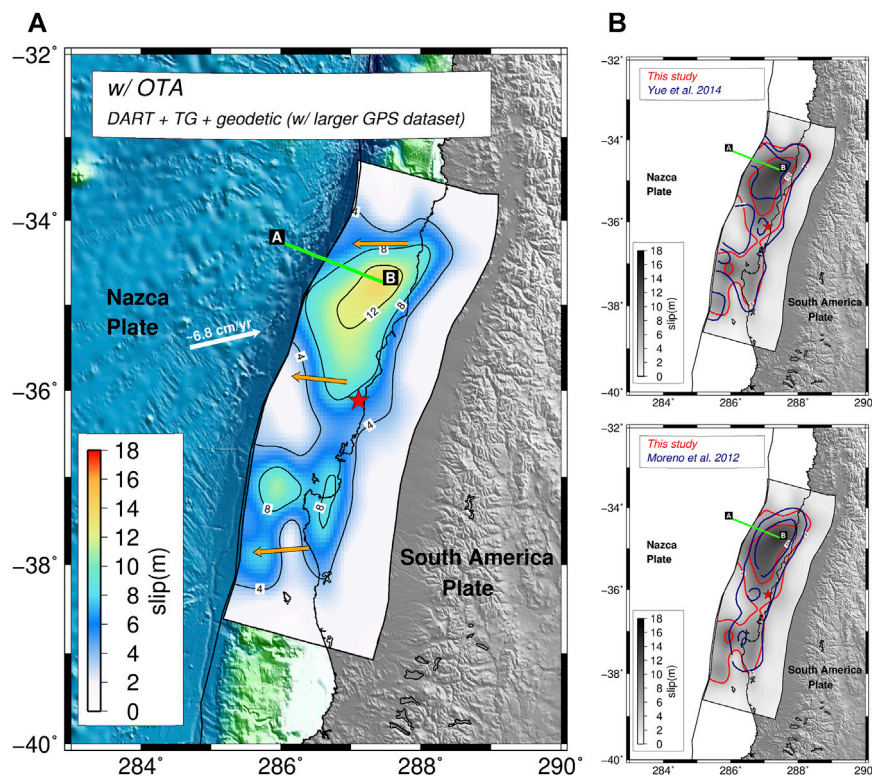 A
−32°
−34°
−36°
−38°
−40°
284°
286°
288°
290°
w/ OTA
DART + TG + geodetic (w/ larger GPS dataset)
A
B
Nazca
Plate
~6.8 cm/yr
4
8
12
8
4
4
8
8
4
South America
Plate
18
16
14
12
10
8
6
4
2
0
slip(m)
B
−32°
−34°
−36°
−38°
−40°
284°
286°
288°
290°
This study
Yue et al. 2014
A
B
Nazca
Plate
South America
Plate
18
16
14
12
10
8
6
4
2
0
slip(m)
−32°
−34°
−36°
−38°
−40°
284°
286°
288°
290°
This study
Moreno et al. 2012
A
B
Nazca
Plate
South America
Plate
18
16
14
12
10
8
6
4
2
0
slip(m)